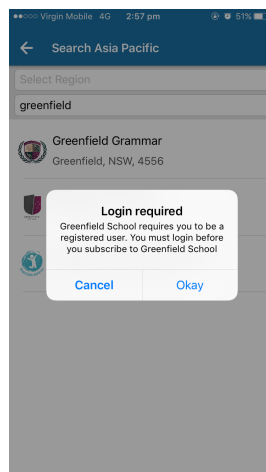 Virgin Mobile 4G 2:57 pm 51%
Search Asia Pacific
Select Region
greenfield
Greenfield Grammar
Greenfield, NSW, 4556
Login required
Greenfield School requires you to be a
registered user. You must login before
you subscribe to Greenfield School
Cancel Okay